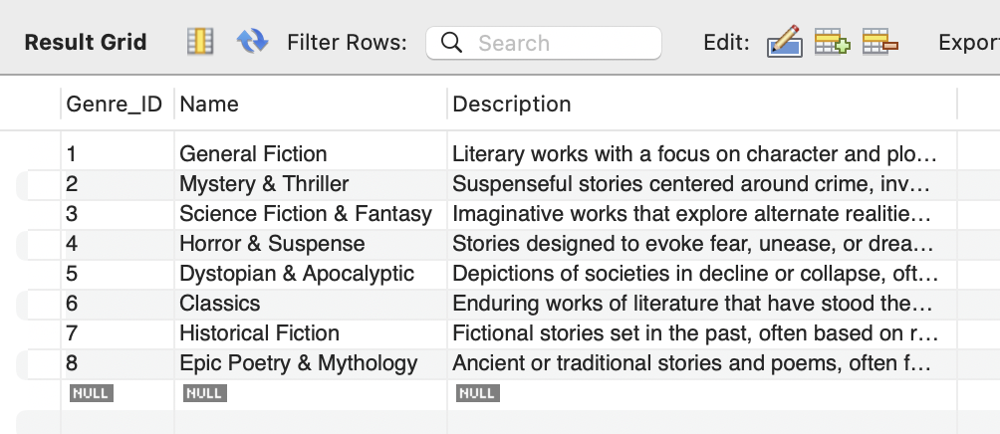 Result Grid Filter Rows: Search Edit: Expor
Genre_ID Name Description
1 General Fiction Literary works with a focus on character and plo...
2 Mystery & Thriller Suspenseful stories centered around crime, inv...
3 Science Fiction & Fantasy Imaginative works that explore alternate realitie...
4 Horror & Suspense Stories designed to evoke fear, unease, or drea...
5 Dystopian & Apocalyptic Depictions of societies in decline or collapse, oft...
6 Classics Enduring works of literature that have stood the...
7 Historical Fiction Fictional stories set in the past, often based on r...
8 Epic Poetry & Mythology Ancient or traditional stories and poems, often f...
NULL NULL NULL